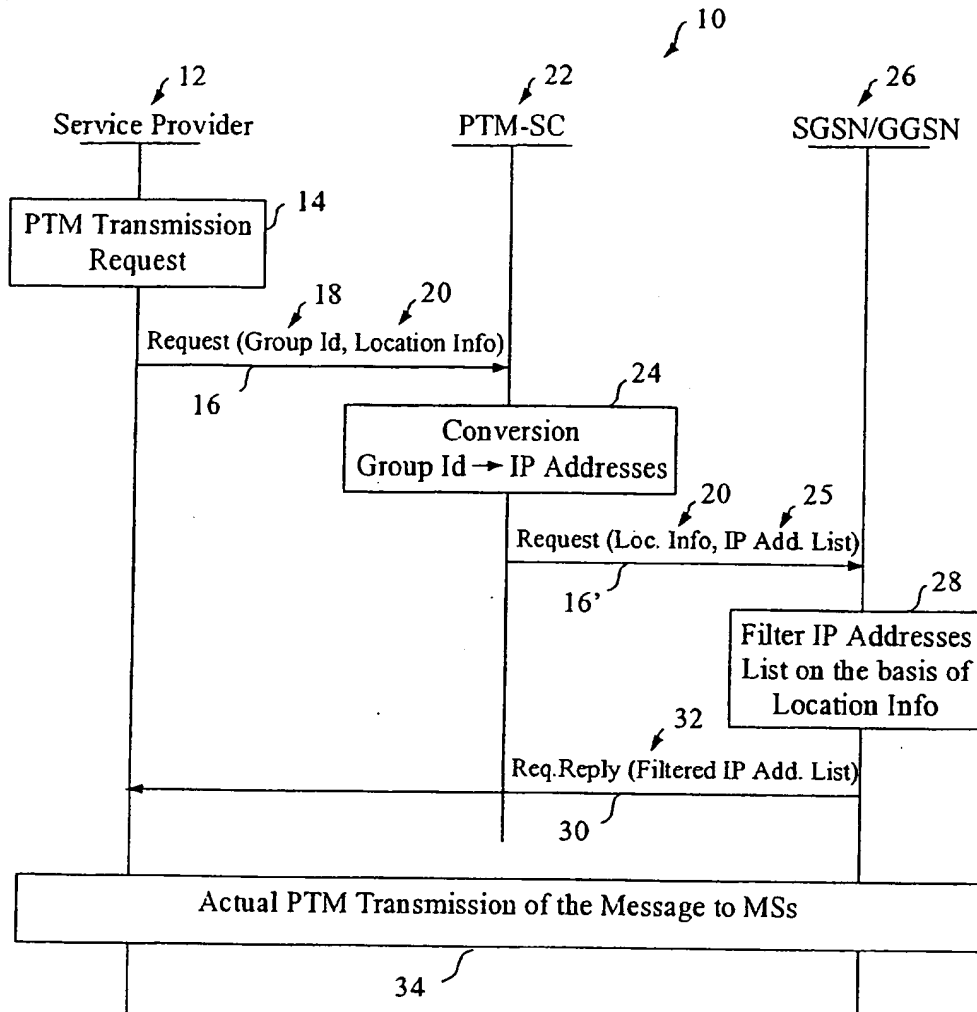 10
12
22
26
Service Provider
PTM-SC
SGSN/GGSN
14
PTM Transmission
Request
18
20
Request (Group Id, Location Info)
16
24
Conversion
Group Id → IP Addresses
20
25
Request (Loc. Info, IP Add. List)
16'
28
Filter IP Addresses
List on the basis of
Location Info
32
Req.Reply (Filtered IP Add. List)
30
Actual PTM Transmission of the Message to MSs
34